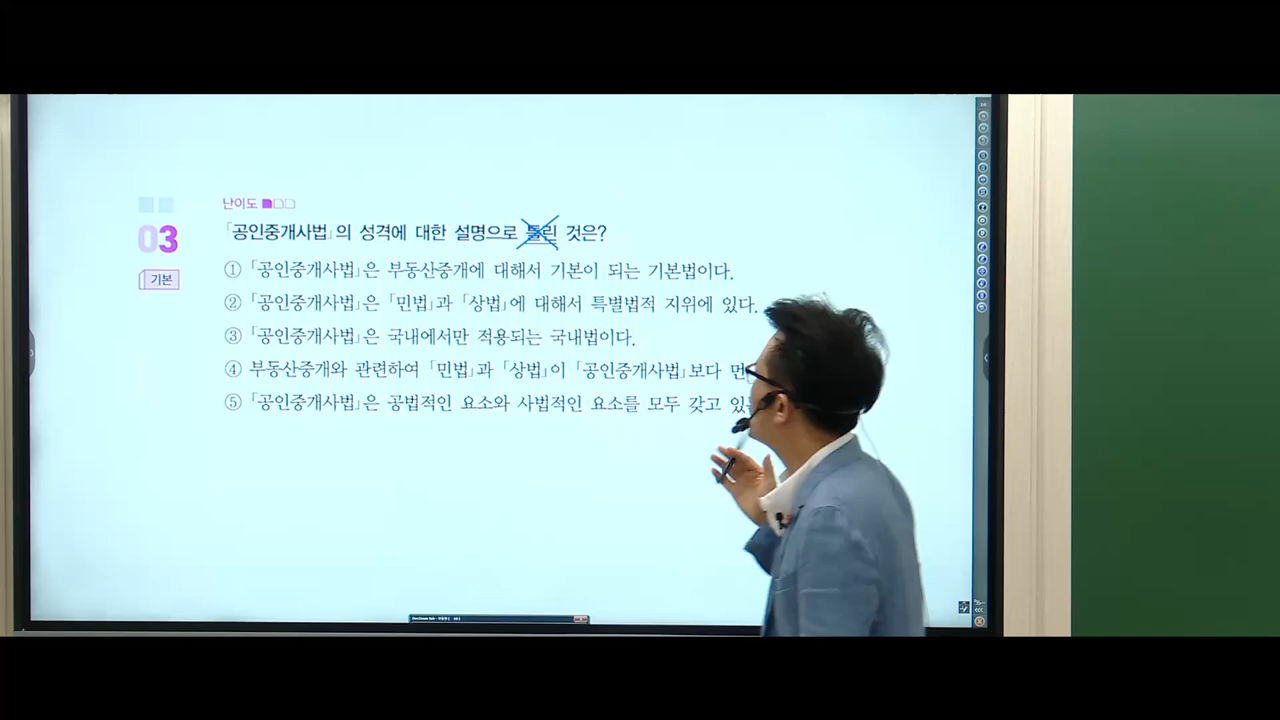 난이도
03
「공인중개사법」의 성격에 대한 설명으로 틀린 것은?
기본
① 「공인중개사법」은 부동산중개에 대해서 기본이 되는 기본법이다.
② 「공인중개사법」은 「민법」과 「상법」에 대해서 특별법적 지위에 있다.
③ 「공인중개사법」은 국내에서만 적용되는 국내법이다.
④ 부동산중개와 관련하여 「민법」과 「상법」이 「공인중개사법」보다 먼
⑤ 「공인중개사법」은 공법적인 요소와 사법적인 요소를 모두 갖고